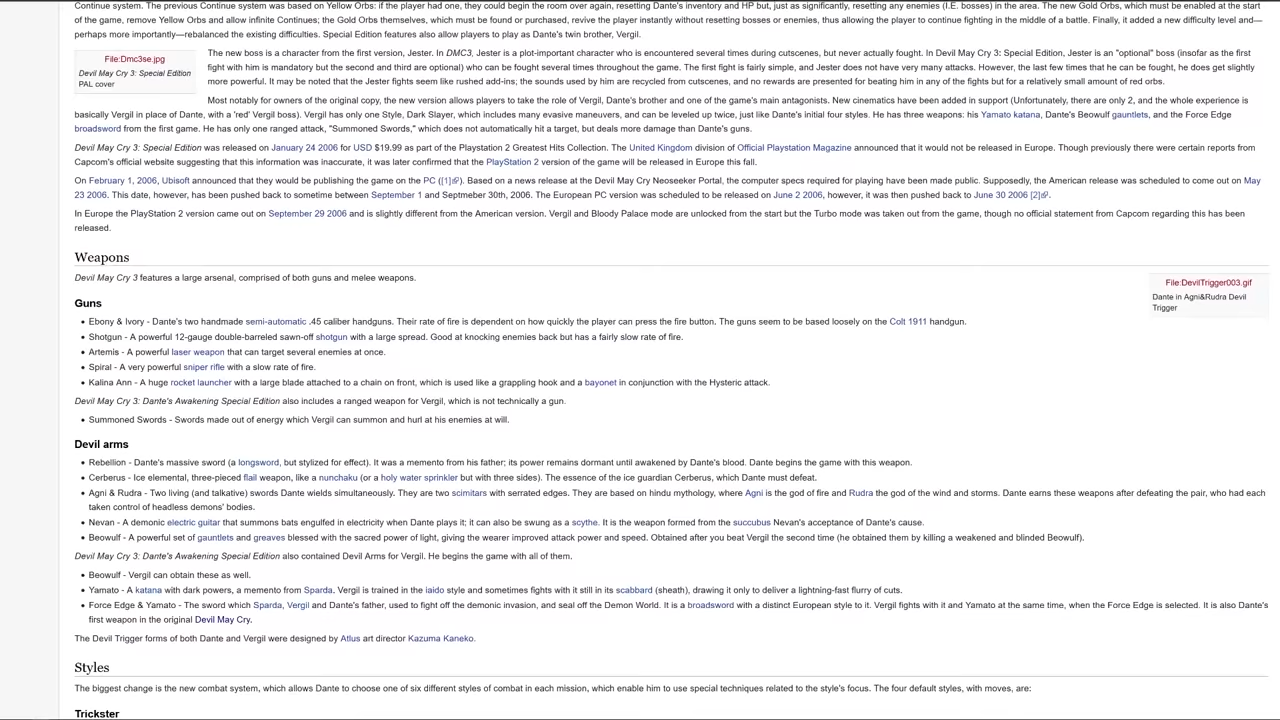 Continue system. The previous Continue system was based on Yellow Orbs: if the player had one, they could begin the room over again, resetting Dante's inventory and HP but, just as significantly, resetting any enemies (I.E. bosses) in the area. The new Gold Orbs, which must be enabled at the start
of the game, remove Yellow Orbs and allow infinite Continues; the Gold Orbs themselves, which must be found or purchased, revive the player instantly without resetting bosses or enemies, thus allowing the player to continue fighting in the middle of a battle. Finally, it added a new difficulty level and—
perhaps more importantly—rebalanced the existing difficulties. Special Edition features also allow players to play as Dante's twin brother, Vergil.
File:Dmc3se.jpg
Devil May Cry 3: Special Edition
PAL cover
The new boss is a character from the first version, Jester. In DMC3, Jester is a plot-important character who is encountered several times during cutscenes, but never actually fought. In Devil May Cry 3: Special Edition, Jester is an "optional" boss (insofar as the first
fight with him is mandatory but the second and third are optional) who can be fought several times throughout the game. The first fight is fairly simple, and Jester does not have very many attacks. However, the last few times that he can be fought, he does get slightly
more powerful. It may be noted that the Jester fights seem like rushed add-ins; the sounds used by him are recycled from cutscenes, and no rewards are presented for beating him in any of the fights but for a relatively small amount of red orbs.
Most notably for owners of the original copy, the new version allows players to take the role of Vergil, Dante's brother and one of the game's main antagonists. New cinematics have been added in support (Unfortunately, there are only 2, and the whole experience is
basically Vergil in place of Dante, with a 'red' Vergil boss). Vergil has only one Style, Dark Slayer, which includes many evasive maneuvers, and can be leveled up twice, just like Dante's initial four styles. He has three weapons: his Yamato katana, Dante's Beowulf gauntlets, and the Force Edge
broadsword from the first game. He has only one ranged attack, "Summoned Swords," which does not automatically hit a target, but deals more damage than Dante's guns.
Devil May Cry 3: Special Edition was released on January 24 2006 for USD $19.99 as part of the Playstation 2 Greatest Hits Collection. The United Kingdom division of Official Playstation Magazine announced that it would not be released in Europe. Though previously there were certain reports from
Capcom's official website suggesting that this information was inaccurate, it was later confirmed that the PlayStation 2 version of the game will be released in Europe this fall.
On February 1, 2006, Ubisoft announced that they would be publishing the game on the PC ([1]). Based on a news release at the Devil May Cry Neoseeker Portal, the computer specs required for playing have been made public. Supposedly, the American release was scheduled to come out on May
23 2006. This date, however, has been pushed back to sometime between September 1 and Septmeber 30th, 2006. The European PC version was scheduled to be released on June 2 2006, however, it was then pushed back to June 30 2006 [2].
In Europe the PlayStation 2 version came out on September 29 2006 and is slightly different from the American version. Vergil and Bloody Palace mode are unlocked from the start but the Turbo mode was taken out from the game, though no official statement from Capcom regarding this has been
released.
Weapons
Devil May Cry 3 features a large arsenal, comprised of both guns and melee weapons.
File:DevilTrigger003.gif
Dante in Agni&Rudra Devil
Trigger
Guns
• Ebony & Ivory - Dante's two handmade semi-automatic .45 caliber handguns. Their rate of fire is dependent on how quickly the player can press the fire button. The guns seem to be based loosely on the Colt 1911 handgun.
• Shotgun - A powerful 12-gauge double-barreled sawn-off shotgun with a large spread. Good at knocking enemies back but has a fairly slow rate of fire.
• Artemis - A powerful laser weapon that can target several enemies at once.
• Spiral - A very powerful sniper rifle with a slow rate of fire.
• Kalina Ann - A huge rocket launcher with a large blade attached to a chain on front, which is used like a grappling hook and a bayonet in conjunction with the Hysteric attack.
Devil May Cry 3: Dante's Awakening Special Edition also includes a ranged weapon for Vergil, which is not technically a gun.
• Summoned Swords - Swords made out of energy which Vergil can summon and hurl at his enemies at will.
Devil arms
• Rebellion - Dante's massive sword (a longsword, but stylized for effect). It was a memento from his father; its power remains dormant until awakened by Dante's blood. Dante begins the game with this weapon.
• Cerberus - Ice elemental, three-pieced flail weapon, like a nunchaku (or a holy water sprinkler but with three sides). The essence of the ice guardian Cerberus, which Dante must defeat.
• Agni & Rudra - Two living (and talkative) swords Dante wields simultaneously. They are two scimitars with serrated edges. They are based on hindu mythology, where Agni is the god of fire and Rudra the god of the wind and storms. Dante earns these weapons after defeating the pair, who had each
taken control of headless demons' bodies.
• Nevan - A demonic electric guitar that summons bats engulfed in electricity when Dante plays it; it can also be swung as a scythe. It is the weapon formed from the succubus Nevan's acceptance of Dante's cause.
• Beowulf - A powerful set of gauntlets and greaves blessed with the sacred power of light, giving the wearer improved attack power and speed. Obtained after you beat Vergil the second time (he obtained them by killing a weakened and blinded Beowulf).
Devil May Cry 3: Dante's Awakening Special Edition also contained Devil Arms for Vergil. He begins the game with all of them.
• Beowulf - Vergil can obtain these as well.
• Yamato - A katana with dark powers, a memento from Sparda. Vergil is trained in the iaido style and sometimes fights with it still in its scabbard (sheath), drawing it only to deliver a lightning-fast flurry of cuts.
• Force Edge & Yamato - The sword which Sparda, Vergil and Dante's father, used to fight off the demonic invasion, and seal off the Demon World. It is a broadsword with a distinct European style to it. Vergil fights with it and Yamato at the same time, when the Force Edge is selected. It is also Dante's
first weapon in the original Devil May Cry.
The Devil Trigger forms of both Dante and Vergil were designed by Atlus art director Kazuma Kaneko.
Styles
The biggest change is the new combat system, which allows Dante to choose one of six different styles of combat in each mission, which enable him to use special techniques related to the style's focus. The four default styles, with moves, are:
Trickster